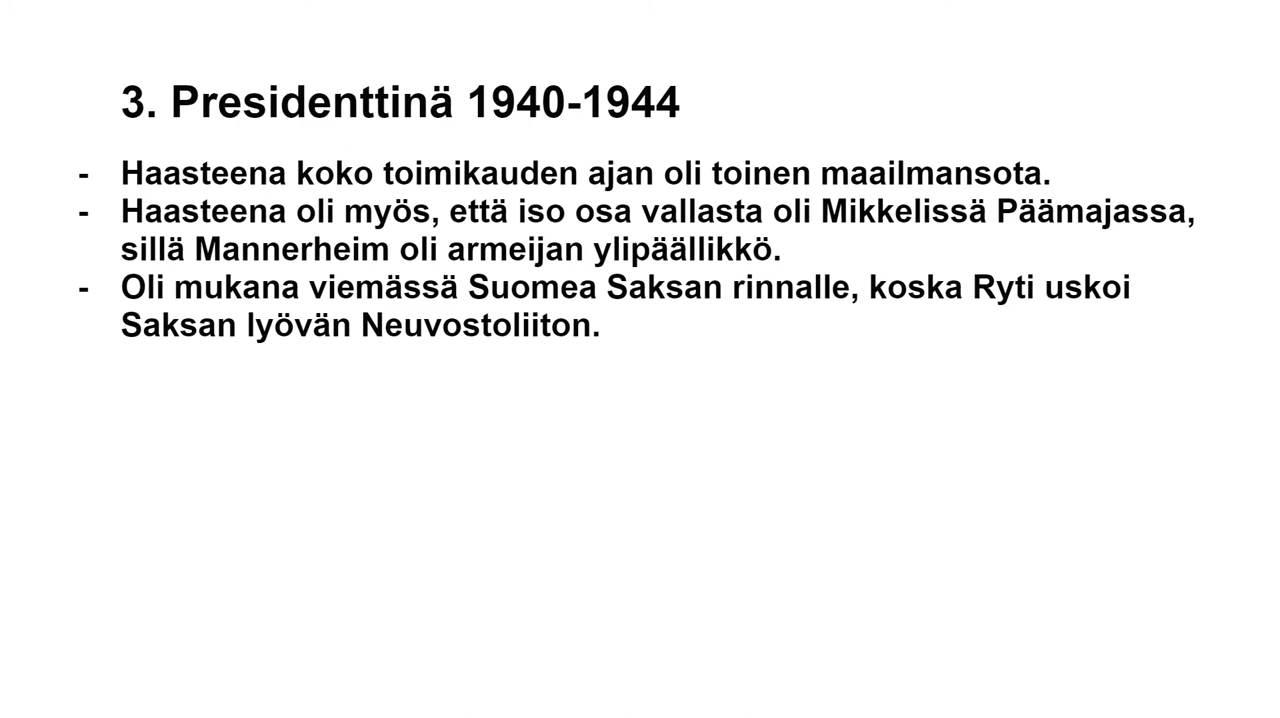 3. Presidenttinä 1940-1944
- Haasteena koko toimikauden ajan oli toinen maailmansota.
- Haasteena oli myös, että iso osa vallasta oli Mikkelissä Päämajassa,
sillä Mannerheim oli armeijan ylipäällikkö.
- Oli mukana viemässä Suomea Saksan rinnalle, koska Ryti uskoi
Saksan lyövän Neuvostoliiton.